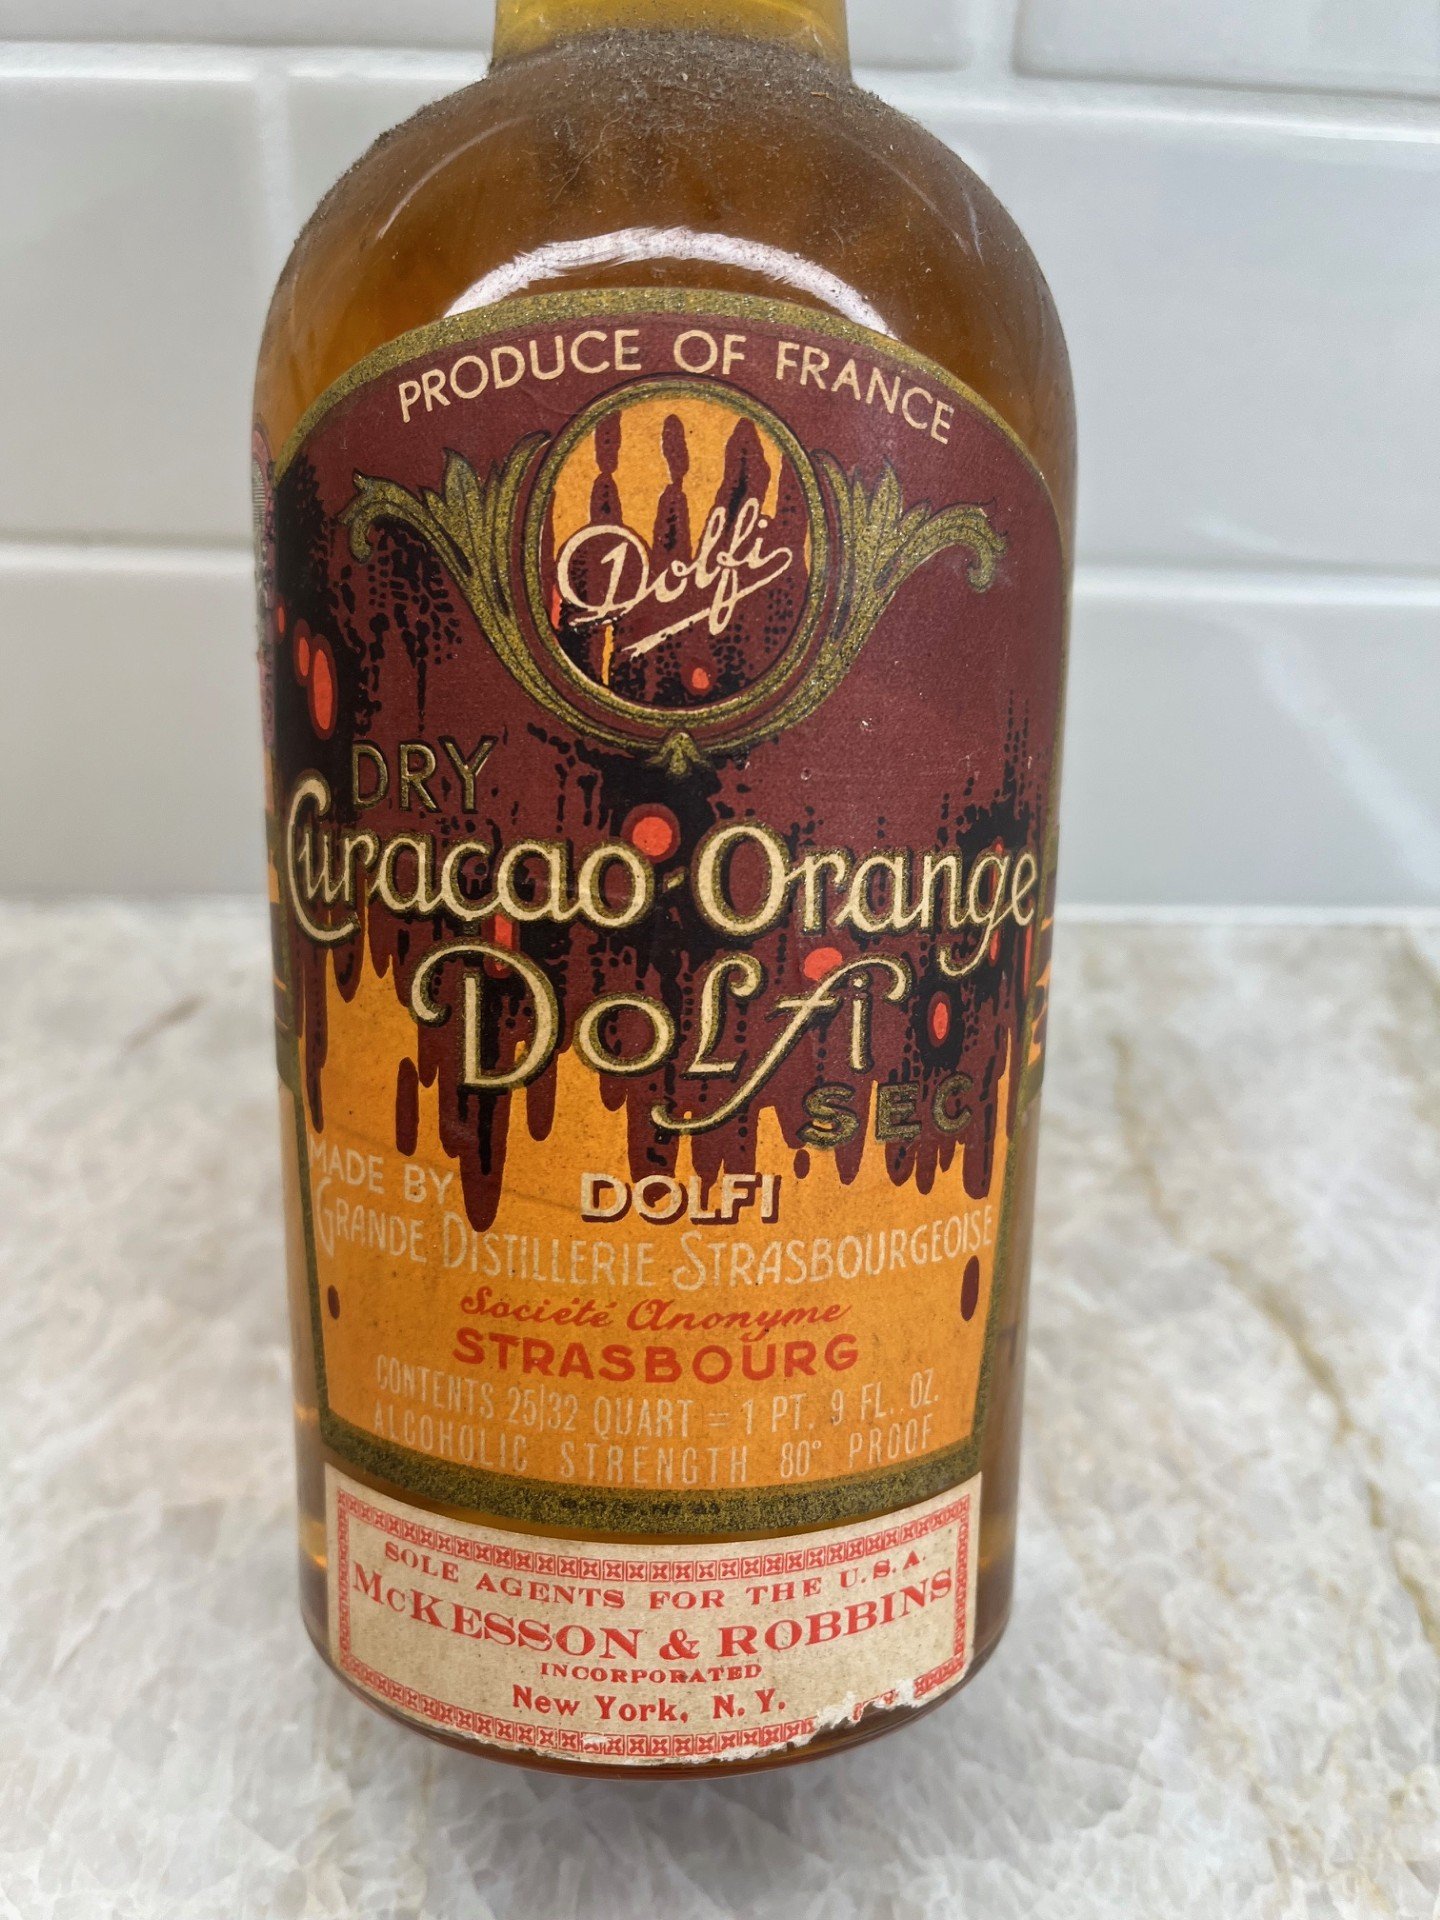 PRODUCE OF FRANCE
Dolfi
DRY
Curaçao-Orange
Dolfi
SEC
DOLFI
MADE BY
GRANDE DISTILLERIE STRASBOURGEOISE
Société Anonyme
STRASBOURG
CONTENTS 25/32 QUART = 1 PT. 9 FL. OZ.
ALCOHOLIC STRENGTH 80° PROOF
SOLE AGENTS FOR THE U.S.A.
McKESSON & ROBBINS
INCORPORATED
New York, N.Y.